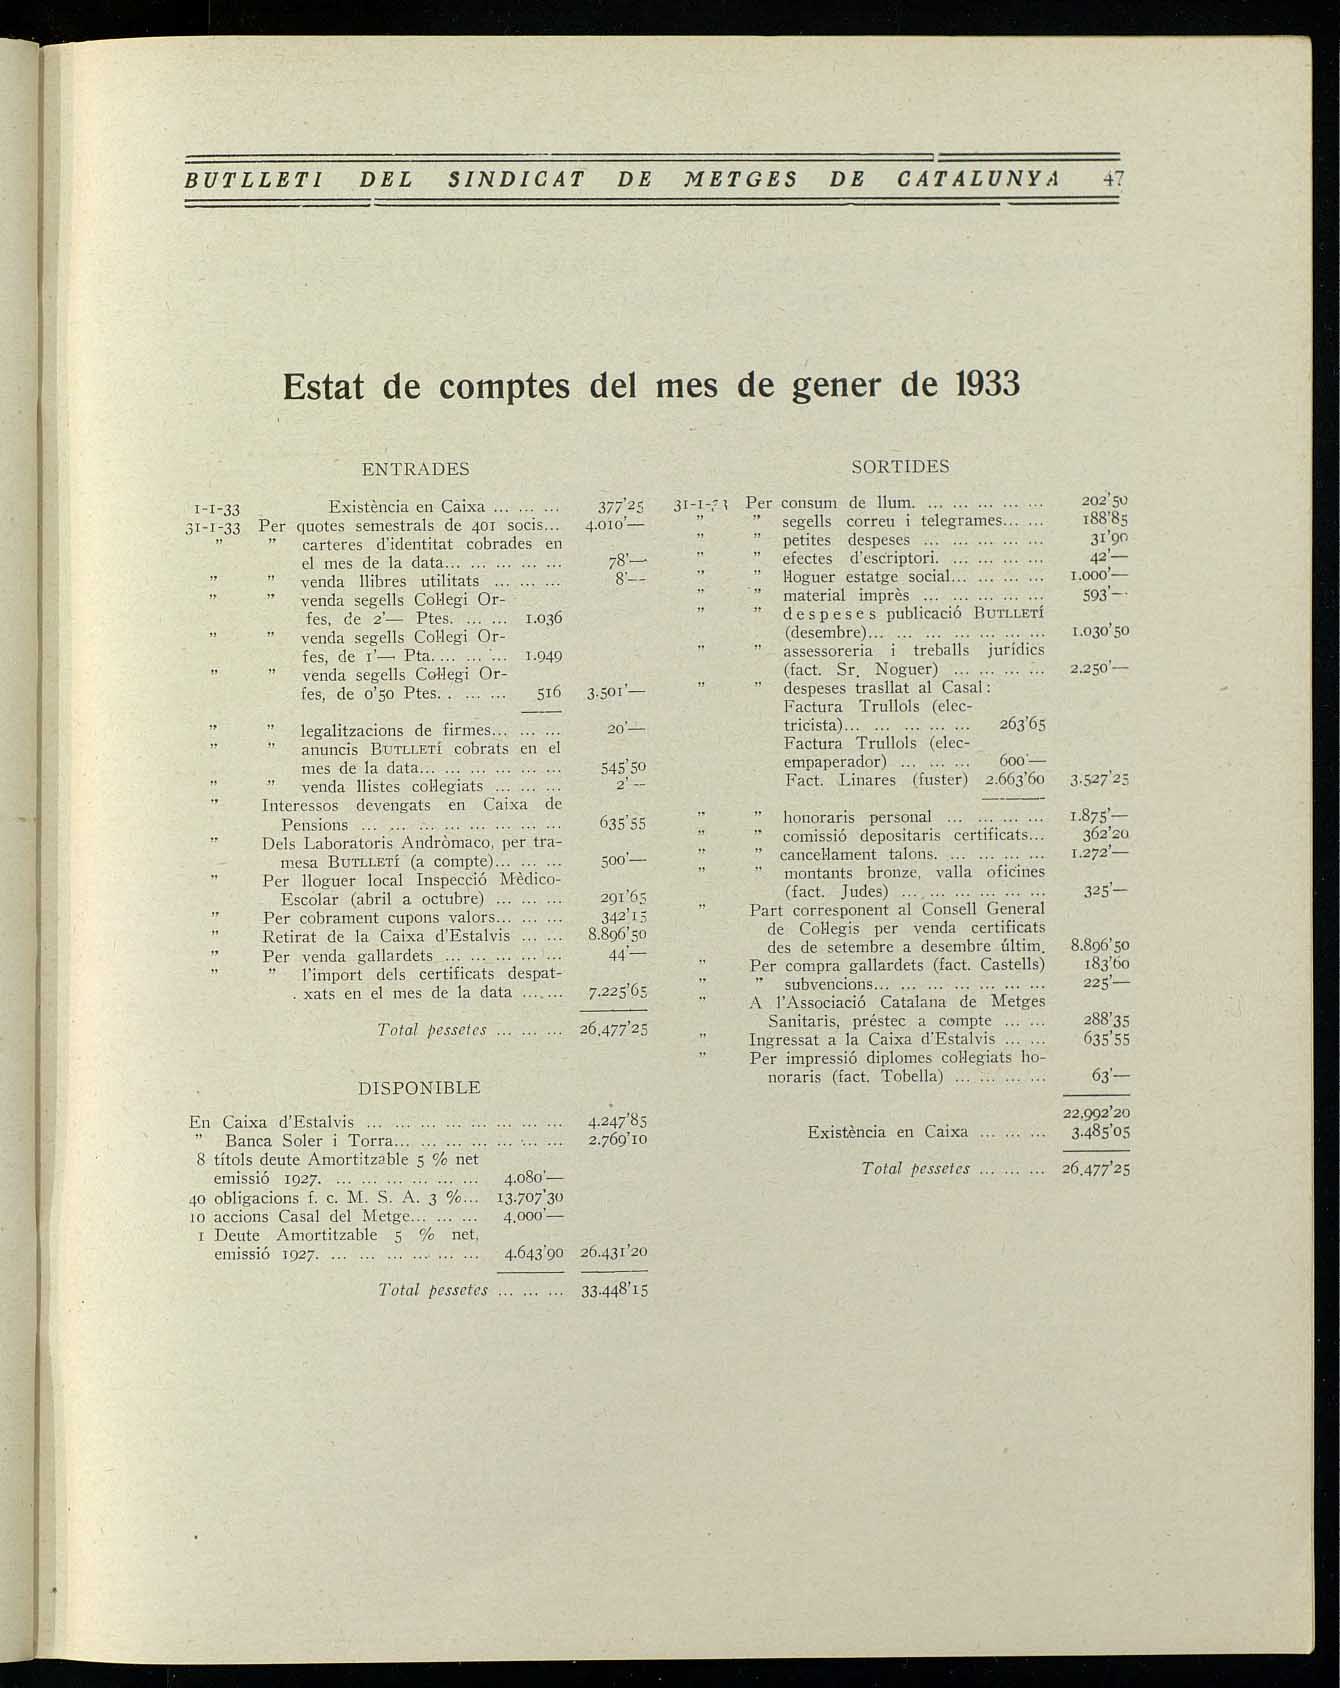 BUTLLETI DEL SINDICAT DE METGES DE CATALUNYA 47
Estat de comptes del mes de gener de 1933
ENTRADES
1-1-33 Existència en Caixa ... ... ... 377'25
31-1-33 Per quotes semestrals de 401 socis... 4.010'—
” ” carteres d'identitat cobrades en
el mes de la data... ... ... ... ... 78'—
” ” venda llibres utilitats ... ... ... 8'—
” ” venda segells Col·legi Or-
fes, de 2'— Ptes. ... ... 1.036
” ” venda segells Col·legi Or-
fes, de 1'— Pta. ... ... ... 1.949
” ” venda segells Col·legi Or-
fes, de 0'50 Ptes. . ... ... 516 3.501'—
” ” legalitzacions de firmes... ... ... 20'—
” ” anuncis BUTLLETÍ cobrats en el
mes de la data... ... ... ... ... ... 545'50
” ” venda llistes col·legiats ... ... ... 2'—
” Interessos devengats en Caixa de
Pensions ... ... ... ... ... ... ... ... 635'55
” Dels Laboratoris Andròmaco, per tra-
mesa BUTLLETÍ (a compte)... ... ... 500'—
” Per lloguer local Inspecció Mèdico-
Escolar (abril a octubre) ... ... ... 291'65
” Per cobrament cupons valors... ... ... 342'15
” Retirat de la Caixa d'Estalvis ... ... 8.896'50
” Per venda gallardets ... ... ... ... ... 44'—
” ” l'import dels certificats despat-
xats en el mes de la data ... ... 7.225'65
Total pessetes ... ... ... 26.477'25
DISPONIBLE
En Caixa d'Estalvis ... ... ... ... ... ... ... ... 4.247'85
” Banca Soler i Torra... ... ... ... ... ... ... 2.769'10
8 títols deute Amortitzable 5 % net
emissió 1927. ... ... ... ... ... ... 4.080'—
40 obligacions f. c. M. S. A. 3 %... 13.707'30
10 accions Casal del Metge... ... ... 4.000'—
1 Deute Amortitzable 5 % net,
emissió 1927. ... ... ... ... ... ... 4.643'90 26.431'20
Total pessetes ... ... ... 33.448'15
SORTIDES
31-1-33 Per consum de llum. ... ... ... ... ... 202'50
” ” segells correu i telegrames... ... 188'85
” ” petites despeses ... ... ... ... ... 31'90
” ” efectes d'escriptori. ... ... ... ... 42'—
” ” lloguer estatge social... ... ... ... 1.000'—
” ” material imprès ... ... ... ... ... 593'—
” ” despeses publicació BUTLLETÍ
(desembre)... ... ... ... ... ... ... 1.030'50
” ” assessoreria i treballs jurídics
(fact. Sr. Noguer) ... ... ... ... 2.250'—
” ” despeses trasllat al Casal:
Factura Trullols (elec-
tricista)... ... ... ... ... 263'65
Factura Trullols (elec-
empaperador) ... ... ... 600'—
Fact. Linares (fuster) 2.663'60 3.527'25
” ” honoraris personal ... ... ... ... 1.875'—
” ” comissió depositaris certificats... 362'20
” ” cancel·lament talons. ... ... ... ... 1.272'—
” ” montants bronze, valla oficines
(fact. Judes) ... ... ... ... ... ... 325'—
” Part corresponent al Consell General
de Col·legis per venda certificats
des de setembre a desembre últim. 8.896'50
” Per compra gallardets (fact. Castells) 183'60
” ” subvencions... ... ... ... ... ... ... 225'—
” A l'Associació Catalana de Metges
Sanitaris, préstec a compte ... ... 288'35
” Ingressat a la Caixa d'Estalvis ... ... 635'55
” Per impressió diplomes col·legiats ho-
noraris (fact. Tobella) ... ... ... ... 63'—
22.992'20
Existència en Caixa ... ... ... 3.485'05
Total pessetes ... ... ... 26.477'25